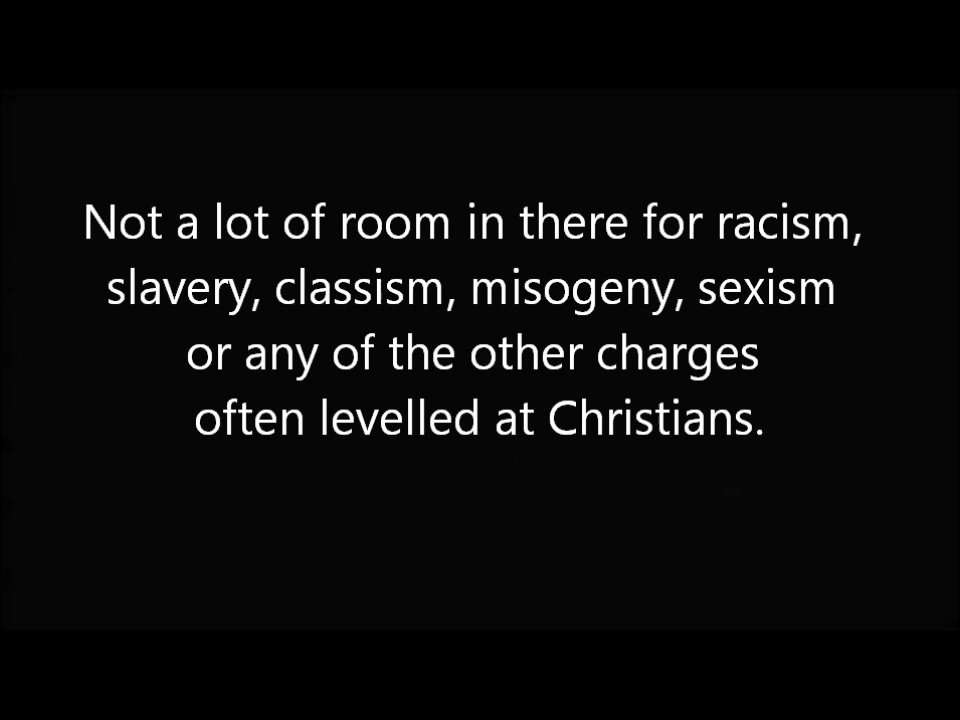 Not a lot of room in there for racism,
slavery, classism, misogeny, sexism
or any of the other charges
often levelled at Christians.